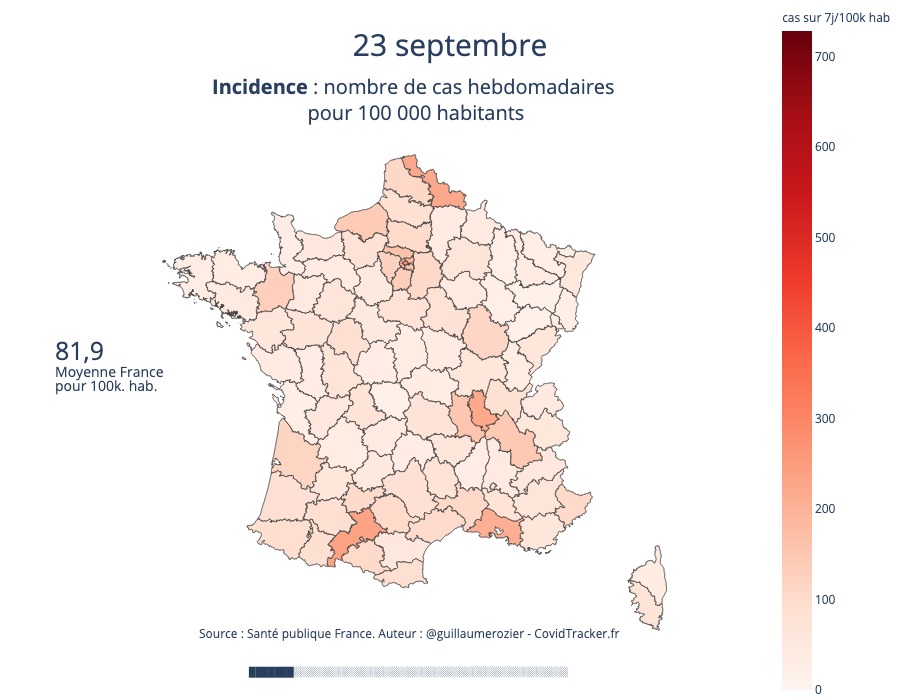 cas sur 7j/100k hab
23 septembre
Incidence : nombre de cas hebdomadaires
pour 100 000 habitants
700
600
500
400
300
200
100
0
81,9
Moyenne France
pour 100k. hab.
Source : Santé publique France. Auteur : @guillaumerozier - CovidTracker.fr